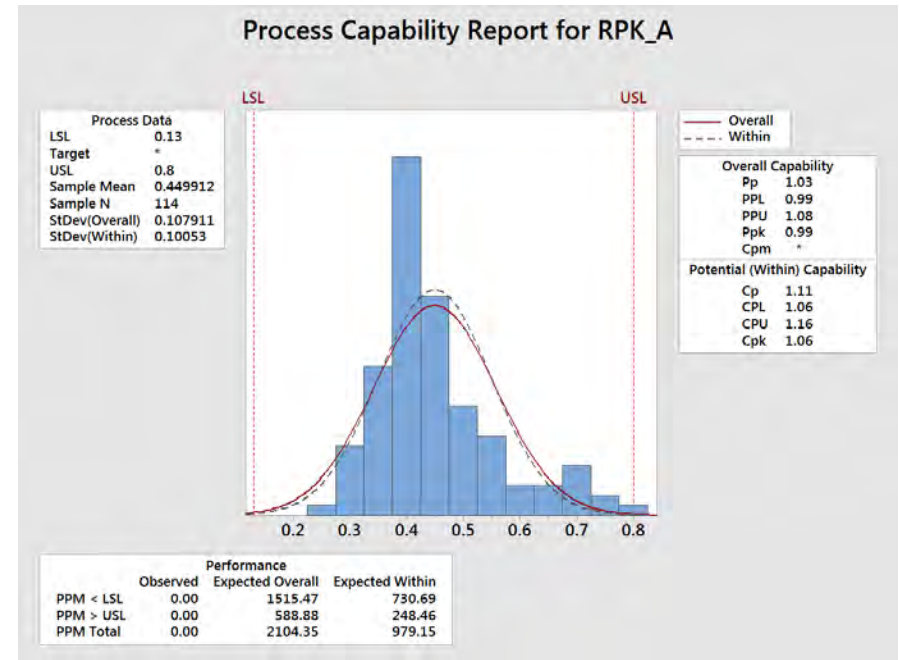 Process Capability Report for RPK_A
LSL USL
Process Data
LSL 0.13
Target *
USL 0.8
Sample Mean 0.449912
Sample N 114
StDev(Overall) 0.107911
StDev(Within) 0.10053
Overall
Within
Overall Capability
Pp 1.03
PPL 0.99
PPU 1.08
Ppk 0.99
Cpm *
Potential (Within) Capability
Cp 1.11
CPL 1.06
CPU 1.16
Cpk 1.06
0.2 0.3 0.4 0.5 0.6 0.7 0.8
Performance
Observed Expected Overall Expected Within
PPM < LSL 0.00 1515.47 730.69
PPM > USL 0.00 588.88 248.46
PPM Total 0.00 2104.35 979.15